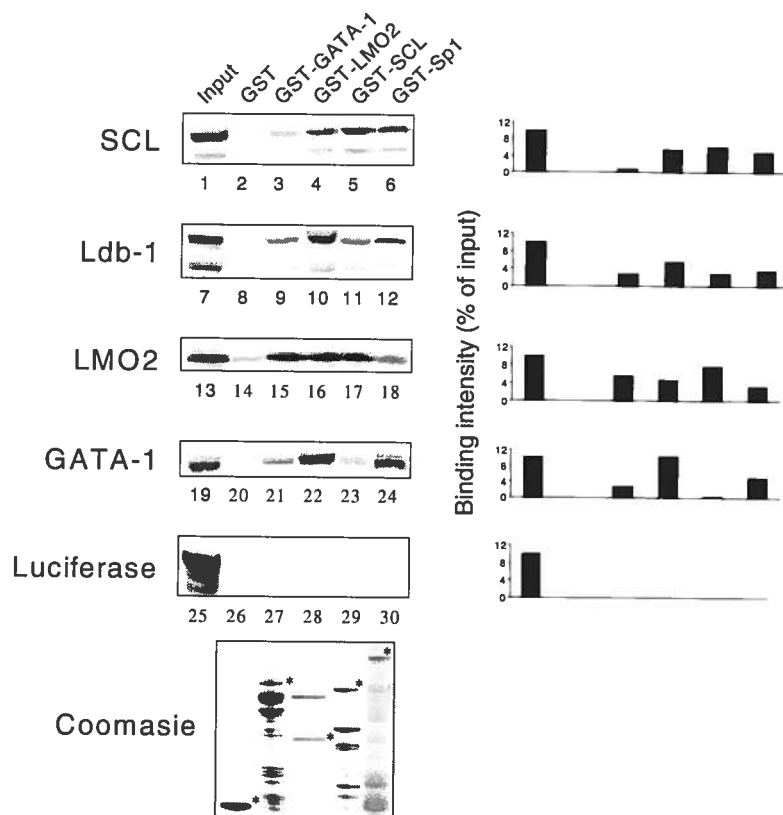 Input GST GST-GATA-1 GST-LMO2 GST-SCL GST-Sp1
SCL
1 2 3 4 5 6
12
8
4
0
Ldb-1
7 8 9 10 11 12
12
8
4
0
LMO2
13 14 15 16 17 18
12
8
4
0
GATA-1
19 20 21 22 23 24
12
8
4
0
Luciferase
25 26 27 28 29 30
12
8
4
0
Binding intensity (% of input)
Coomasie
* * * * *